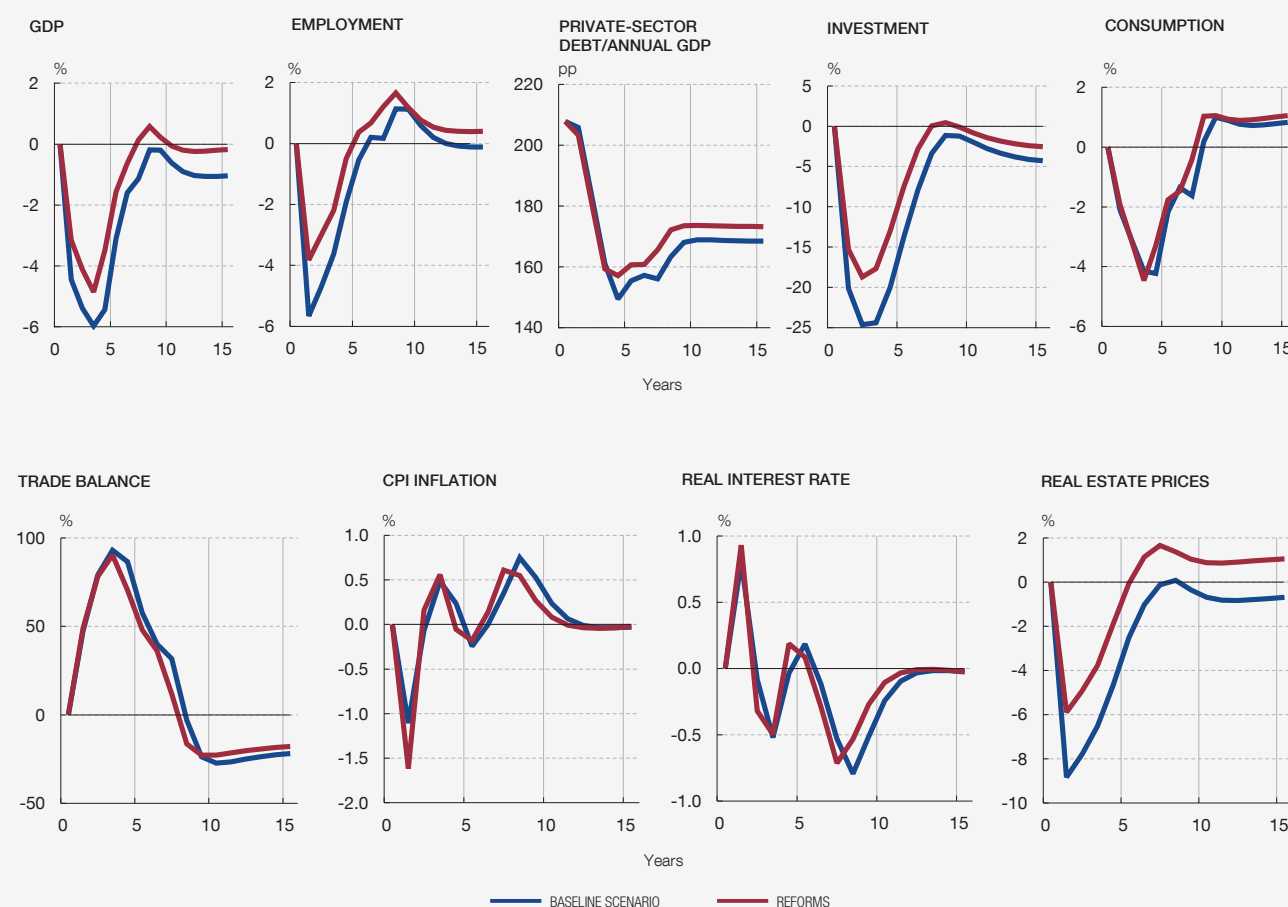 GDP
%
2
0
-2
-4
-6
0 5 10 15
EMPLOYMENT
%
2
0
-2
-4
-6
0 5 10 15
PRIVATE-SECTOR
DEBT/ANNUAL GDP
pp
220
200
180
160
140
0 5 10 15
INVESTMENT
%
5
0
-5
-10
-15
-20
-25
0 5 10 15
CONSUMPTION
%
2
0
-2
-4
-6
0 5 10 15
Years
TRADE BALANCE
%
100
50
0
-50
0 5 10 15
CPI INFLATION
%
1.0
0.5
0.0
-0.5
-1.0
-1.5
-2.0
0 5 10 15
REAL INTEREST RATE
%
1.0
0.5
0.0
-0.5
-1.0
0 5 10 15
REAL ESTATE PRICES
%
2
0
-2
-4
-6
-8
-10
0 5 10 15
Years
BASELINE SCENARIO REFORMS